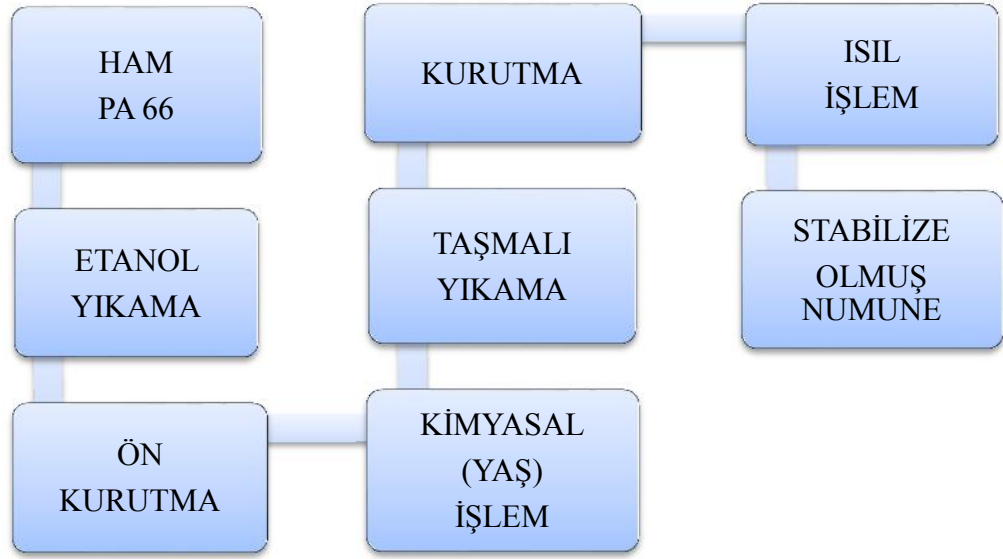 HAM
PA 66
ETANOL
YIKAMA
ÖN
KURUTMA
KİMYASAL
(YAŞ)
İŞLEM
TAŞMALI
YIKAMA
KURUTMA
ISIL
İŞLEM
STABİLİZE
OLMUŞ
NUMUNE